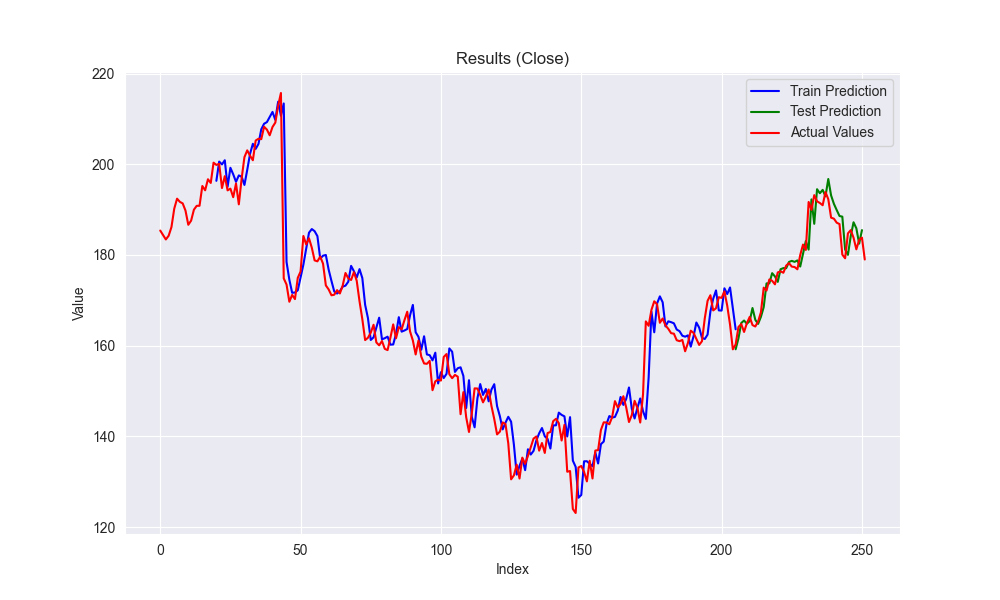 Results (Close)
220
200
180
160
140
120
Value
0
50
100
150
200
250
Index
Train Prediction
Test Prediction
Actual Values